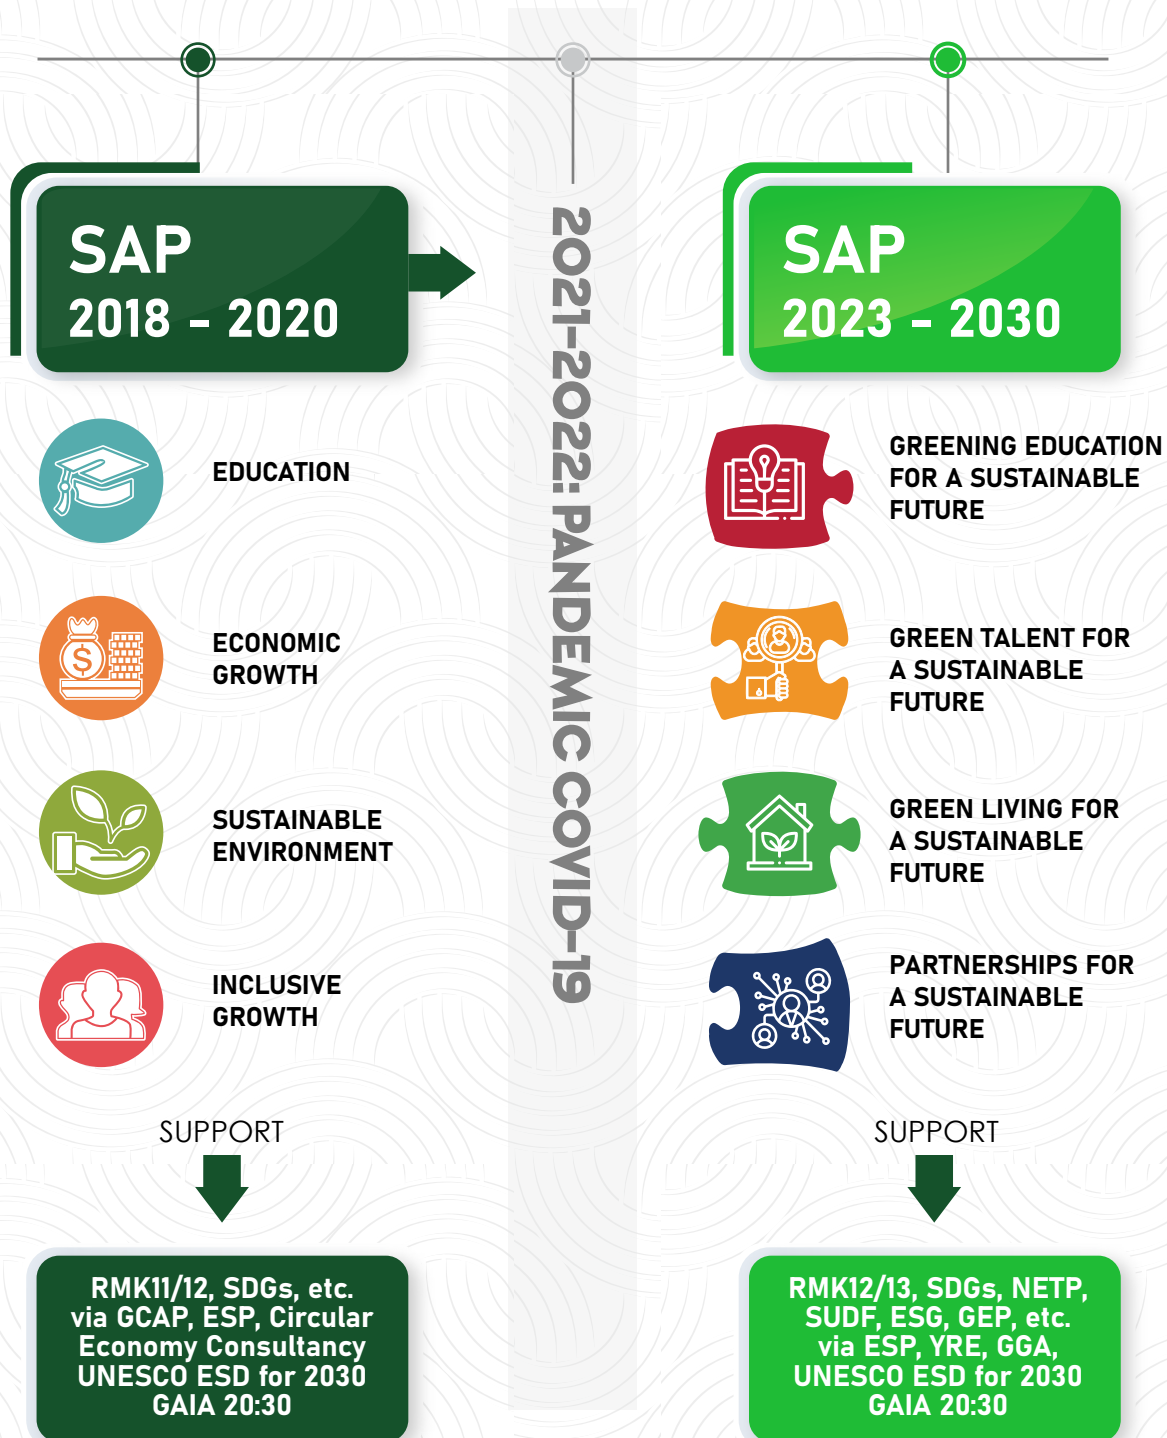 SAP
2018 - 2020
EDUCATION
ECONOMIC
GROWTH
SUSTAINABLE
ENVIRONMENT
INCLUSIVE
GROWTH
SUPPORT
RMK11/12, SDGs, etc.
via GCAP, ESP, Circular
Economy Consultancy
UNESCO ESD for 2030
GAIA 20:30
2021-2022: PANDEMIC COVID-19
SAP
2023 - 2030
GREENING EDUCATION
FOR A SUSTAINABLE
FUTURE
GREEN TALENT FOR
A SUSTAINABLE
FUTURE
GREEN LIVING FOR
A SUSTAINABLE
FUTURE
PARTNERSHIPS FOR
A SUSTAINABLE
FUTURE
SUPPORT
RMK12/13, SDGs, NETP,
SUDF, ESG, GEP, etc.
via ESP, YRE, GGA,
UNESCO ESD for 2030
GAIA 20:30